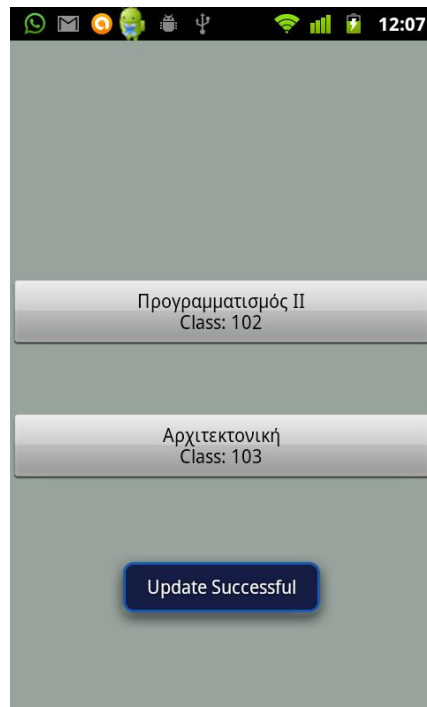 12:07
Προγραμματισμός ΙΙ
Class: 102
Αρχιτεκτονική
Class: 103
Update Successful